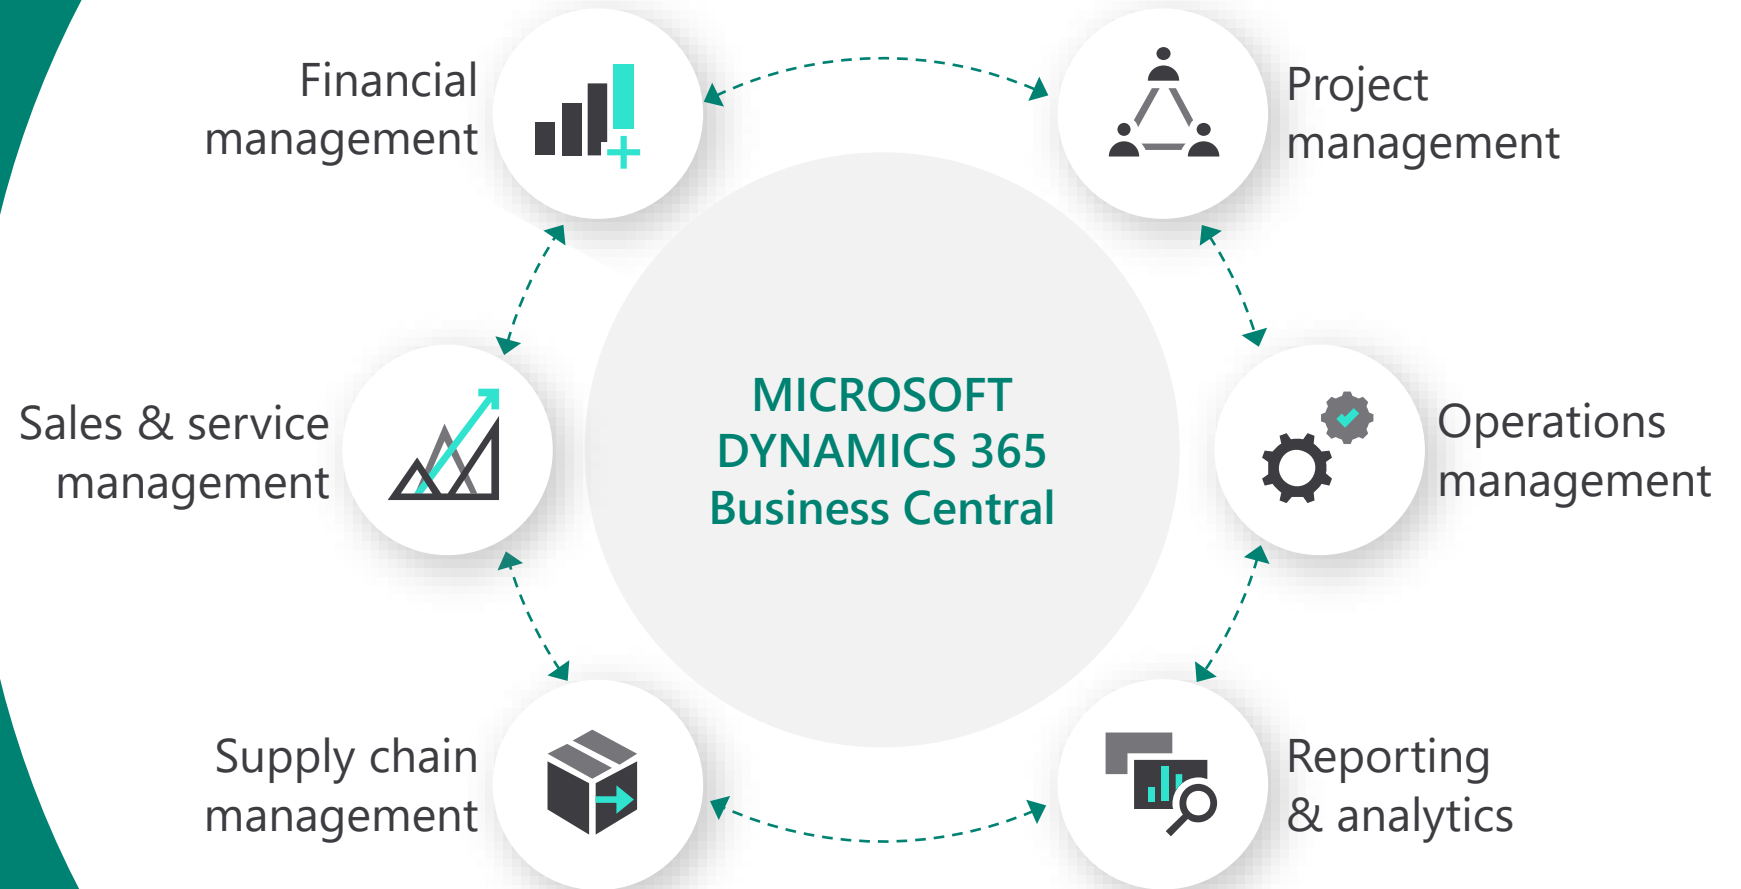 Financial
management
Project
management
Sales & service
management
MICROSOFT
DYNAMICS 365
Business Central
Operations
management
Supply chain
management
Reporting
& analytics